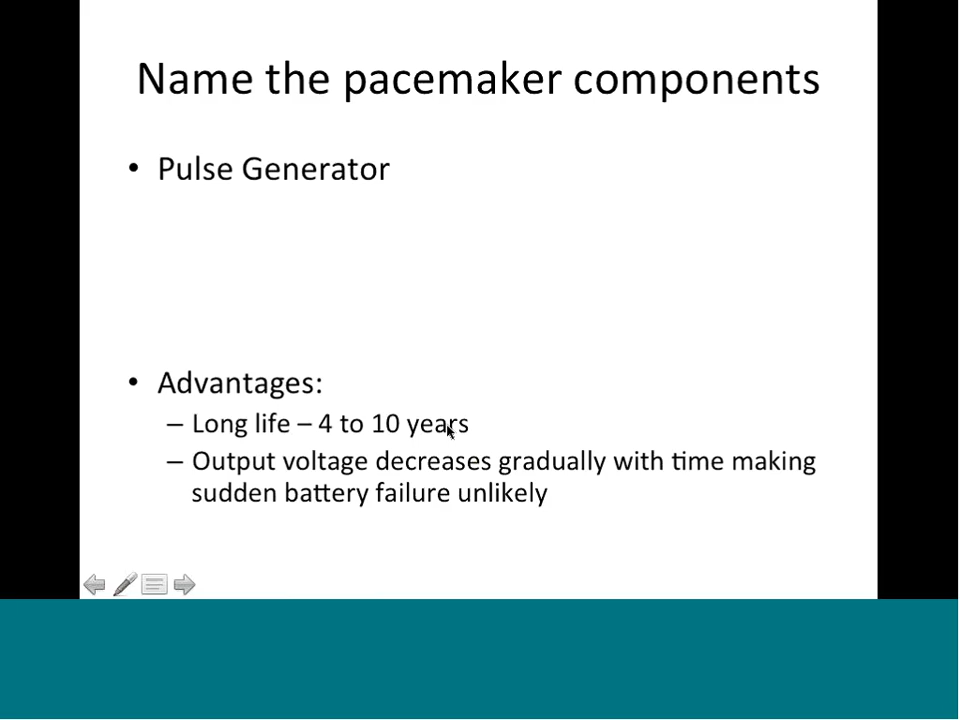 Name the pacemaker components
• Pulse Generator
• Advantages:
– Long life – 4 to 10 years
– Output voltage decreases gradually with time making
sudden battery failure unlikely